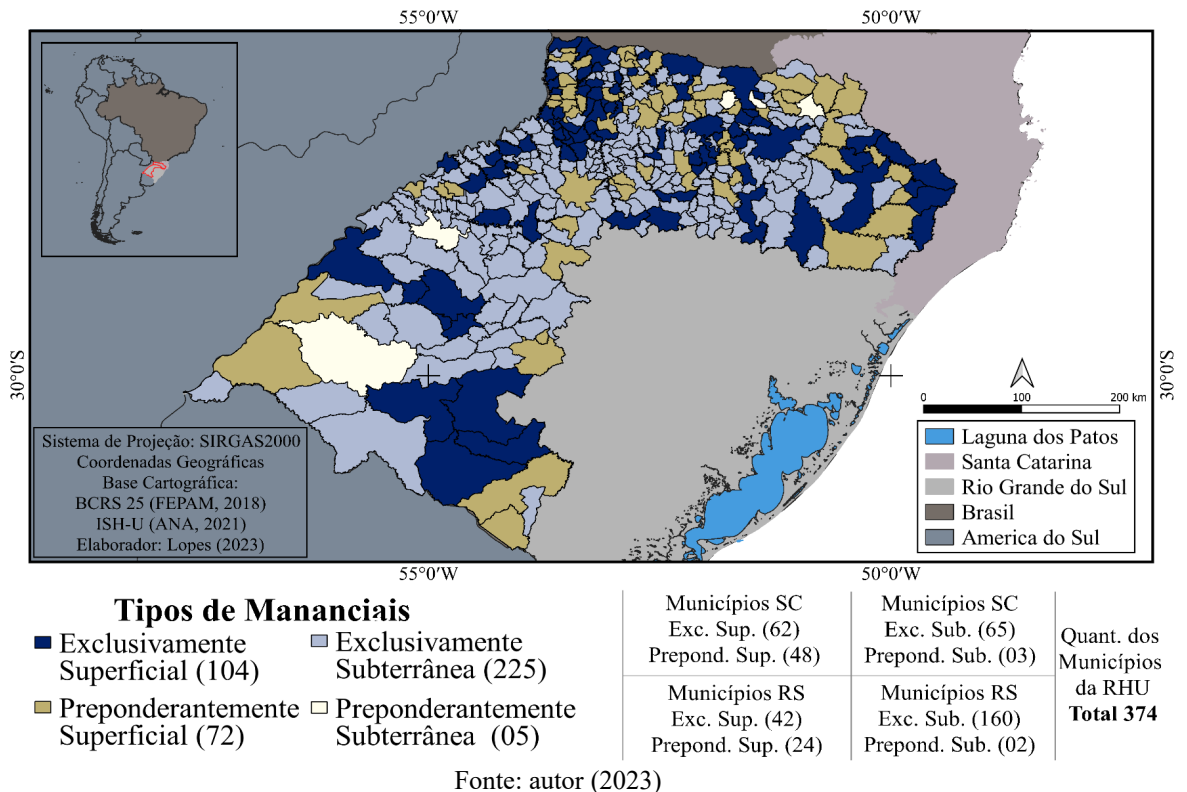 55°0'W
50°0'W
30°0'S
30°0'S
0
100
200 km
Laguna dos Patos
Santa Catarina
Rio Grande do Sul
Brasil
America do Sul
Sistema de Projeção: SIRGAS2000
Coordenadas Geográficas
Base Cartográfica:
BCRS 25 (FEPAM, 2018)
ISH-U (ANA, 2021)
Elaborador: Lopes (2023)
55°0'W
50°0'W
Tipos de Mananciais
Exclusivamente
Superficial (104)
Exclusivamente
Subterrânea (225)
Preponderantemente
Superficial (72)
Preponderantemente
Subterrânea (05)
Municípios SC
Exc. Sup. (62)
Prepond. Sup. (48)
Municípios SC
Exc. Sub. (65)
Prepond. Sub. (03)
Municípios RS
Exc. Sup. (42)
Prepond. Sup. (24)
Municípios RS
Exc. Sub. (160)
Prepond. Sub. (02)
Quant. dos
Municípios
da RHU
Total 374
Fonte: autor (2023)